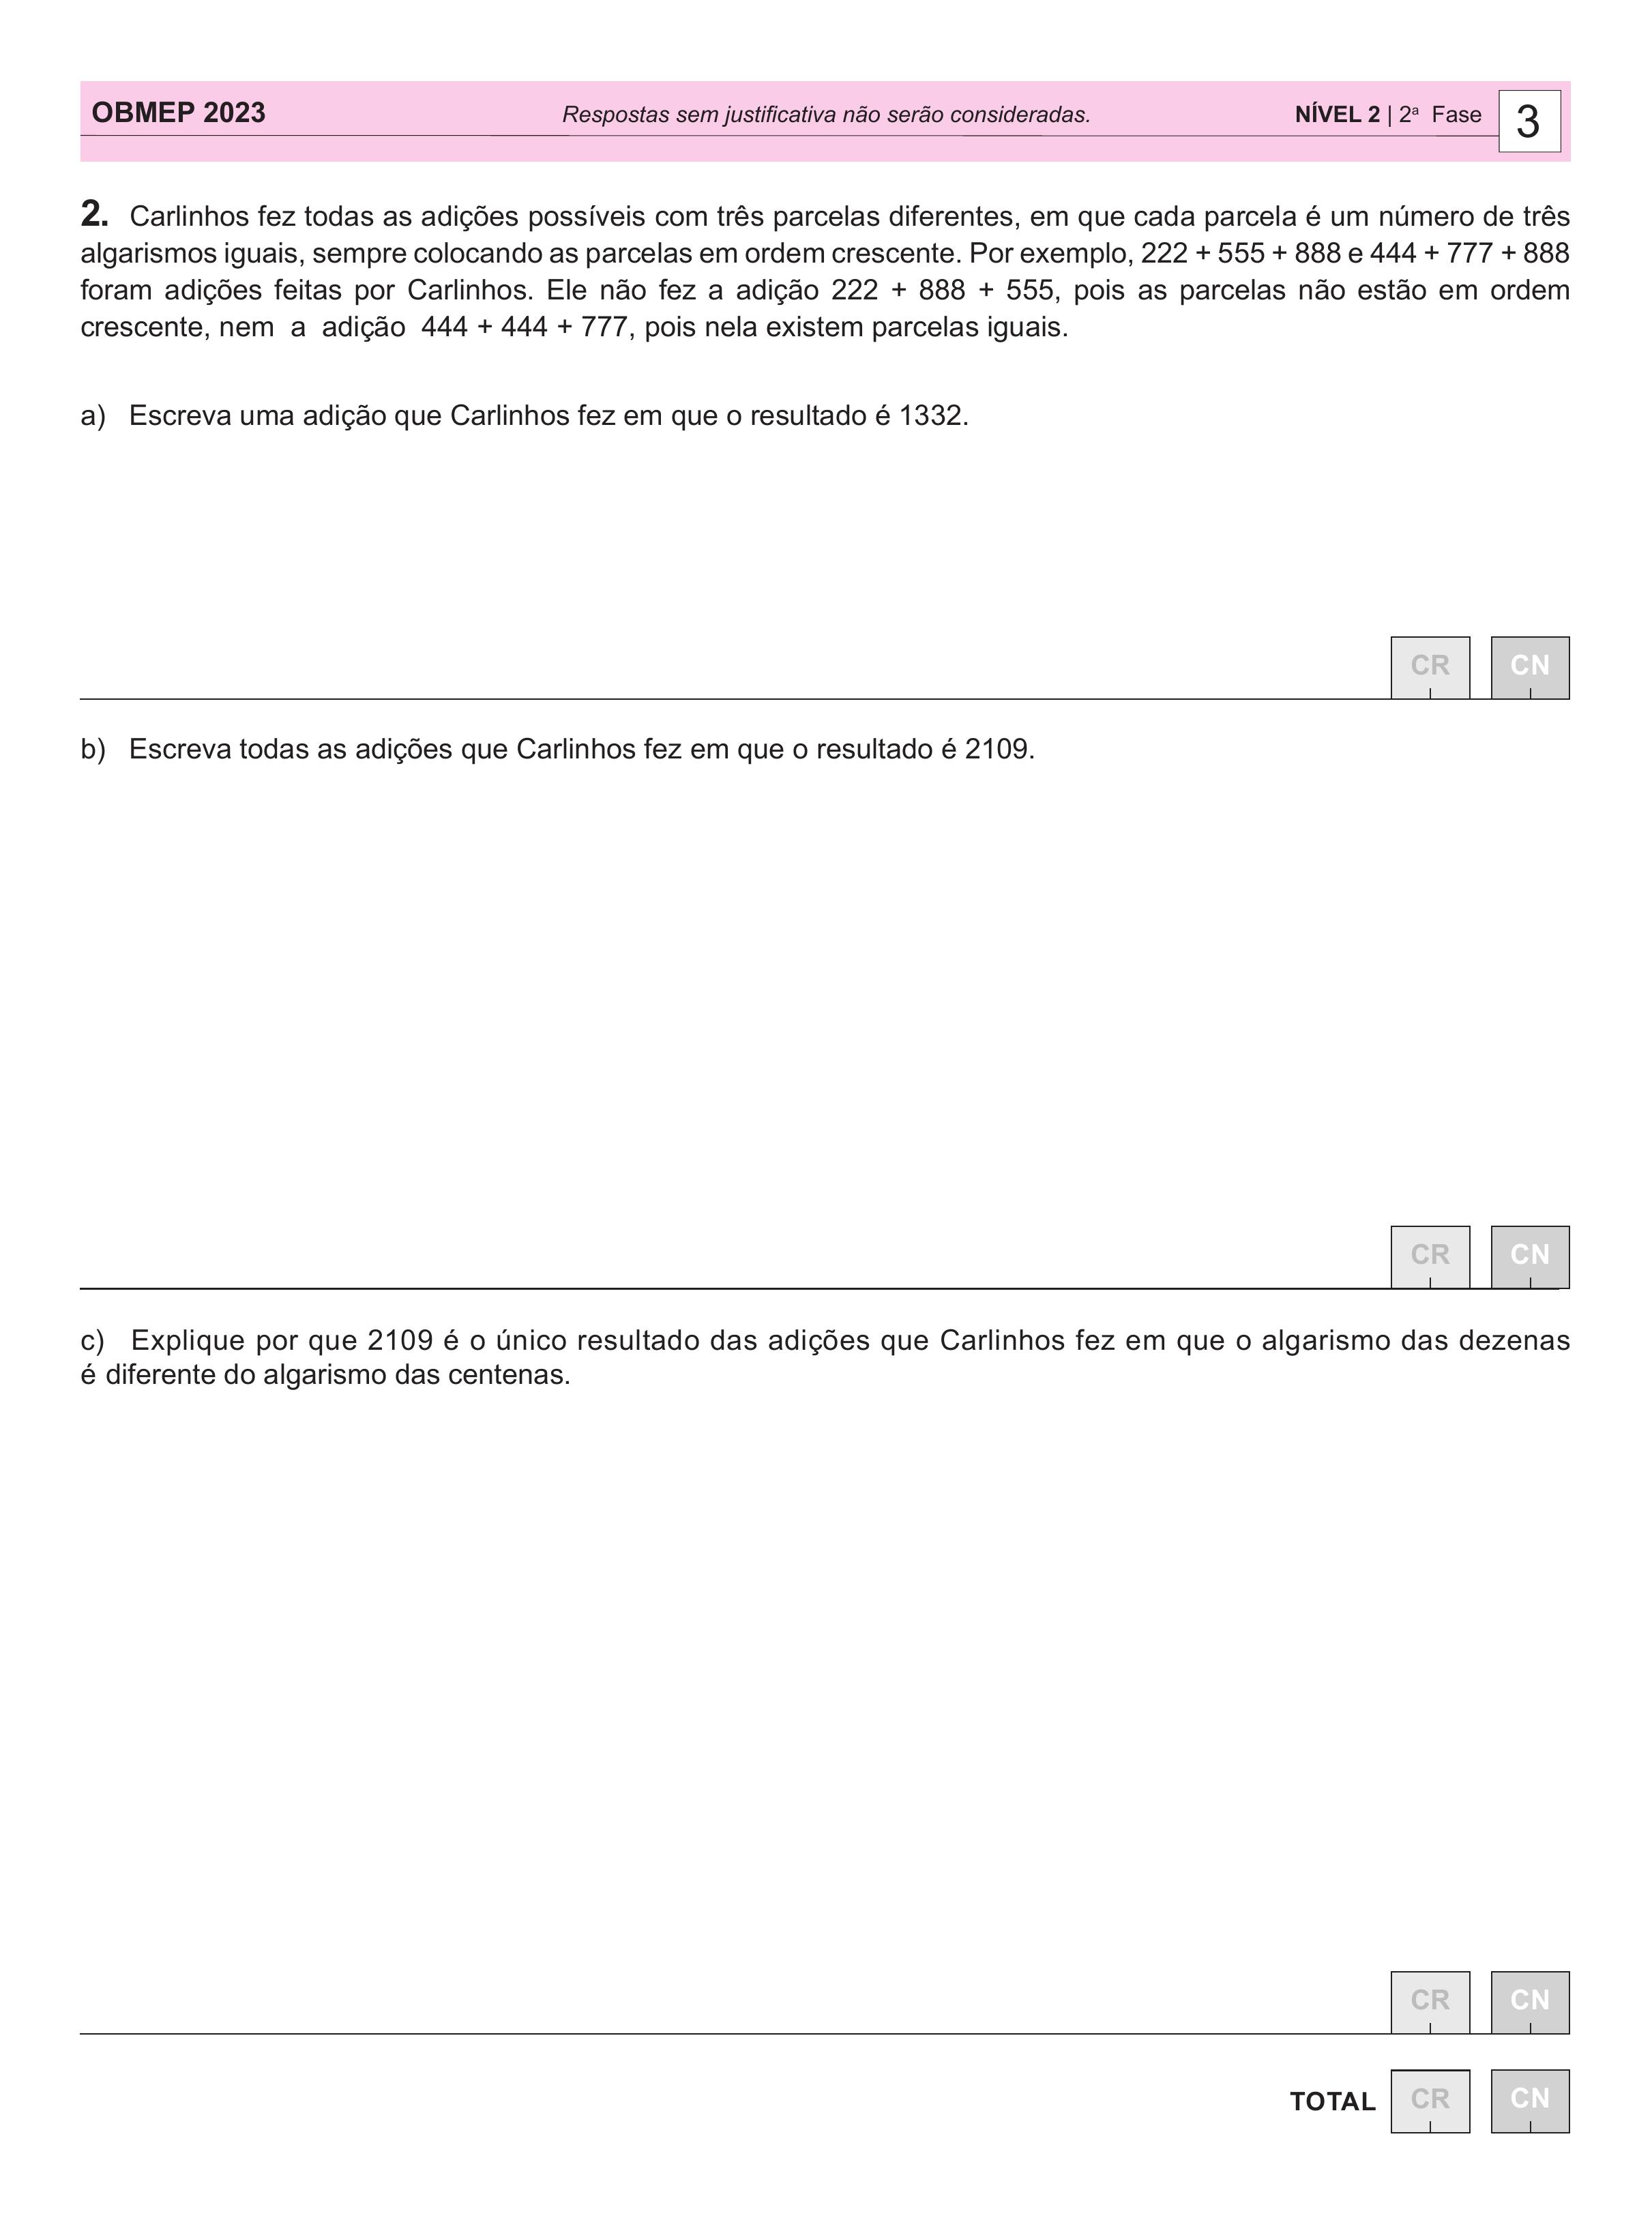 OBMEP 2023 Respostas sem justificativa não serão consideradas. NÍVEL 2 | 2ª Fase 3
2. Carlinhos fez todas as adições possíveis com três parcelas diferentes, em que cada parcela é um número de três
algarismos iguais, sempre colocando as parcelas em ordem crescente. Por exemplo, 222 + 555 + 888 e 444 + 777 + 888
foram adições feitas por Carlinhos. Ele não fez a adição 222 + 888 + 555, pois as parcelas não estão em ordem
crescente, nem a adição 444 + 444 + 777, pois nela existem parcelas iguais.
a) Escreva uma adição que Carlinhos fez em que o resultado é 1332.
CR CN
b) Escreva todas as adições que Carlinhos fez em que o resultado é 2109.
CR CN
c) Explique por que 2109 é o único resultado das adições que Carlinhos fez em que o algarismo das dezenas
é diferente do algarismo das centenas.
CR CN
TOTAL CR CN